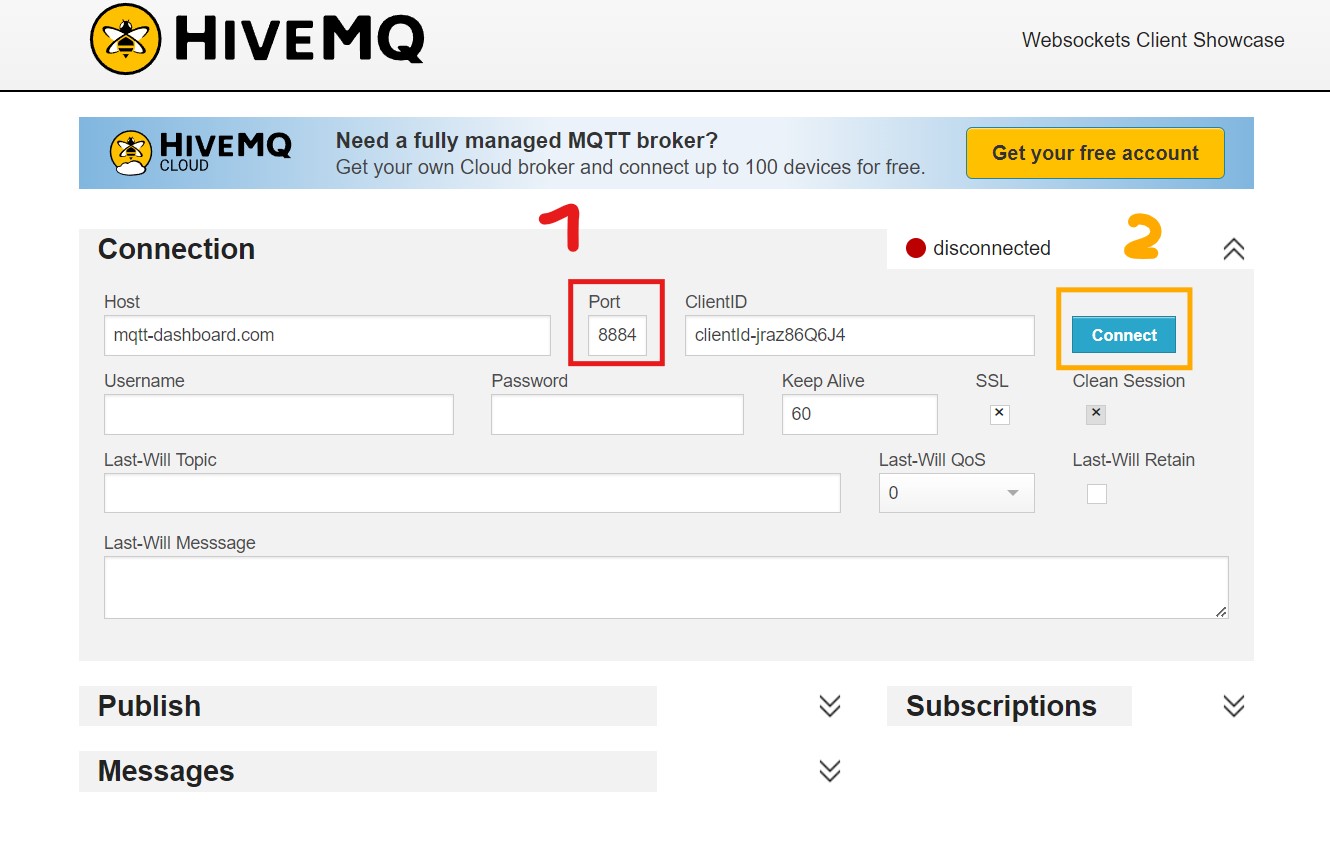 HIVEMQ
Websockets Client Showcase
HIVEMQ
CLOUD
Need a fully managed MQTT broker?
Get your own Cloud broker and connect up to 100 devices for free.
Get your free account
1
2
Connection
disconnected
Host
Port
ClientID
mqtt-dashboard.com
8884
clientId-jraz86Q6J4
Connect
Username
Password
Keep Alive
SSL
Clean Session
60
Last-Will Topic
Last-Will QoS
Last-Will Retain
0
Last-Will Messsage
Publish
Subscriptions
Messages